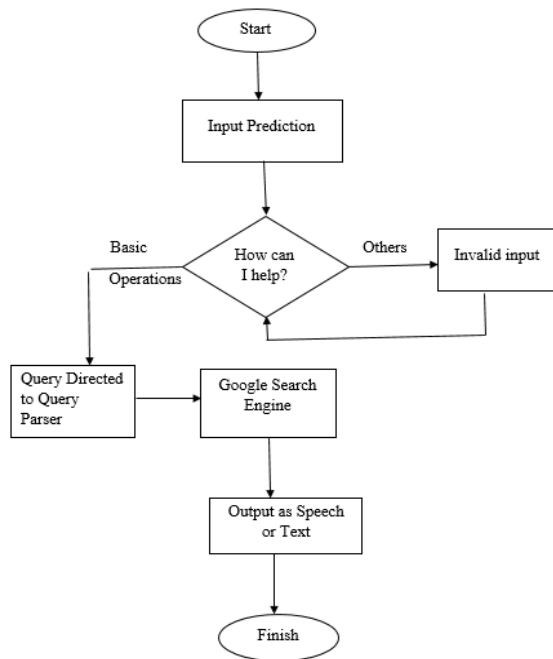 Start
Input Prediction
Basic
Operations
How can
I help?
Others
Invalid input
Query Directed
to Query
Parser
Google Search
Engine
Output as Speech
or Text
Finish